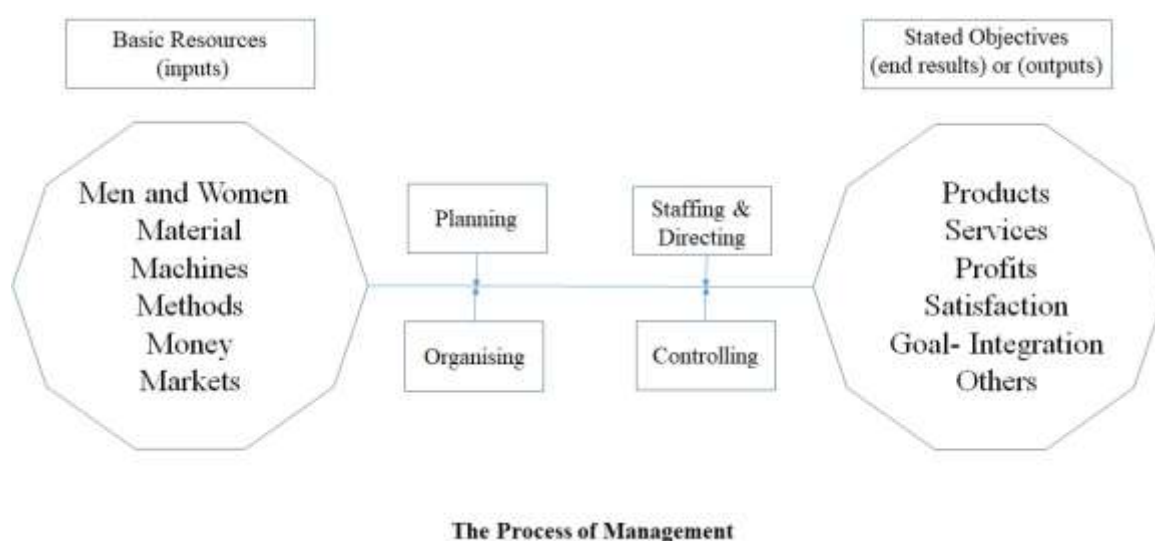 Basic Resources
(inputs)
Stated Objectives
(end results) or (outputs)
Men and Women
Material
Machines
Methods
Money
Markets
Planning
Organising
Staffing &
Directing
Controlling
Products
Services
Profits
Satisfaction
Goal- Integration
Others
The Process of Management